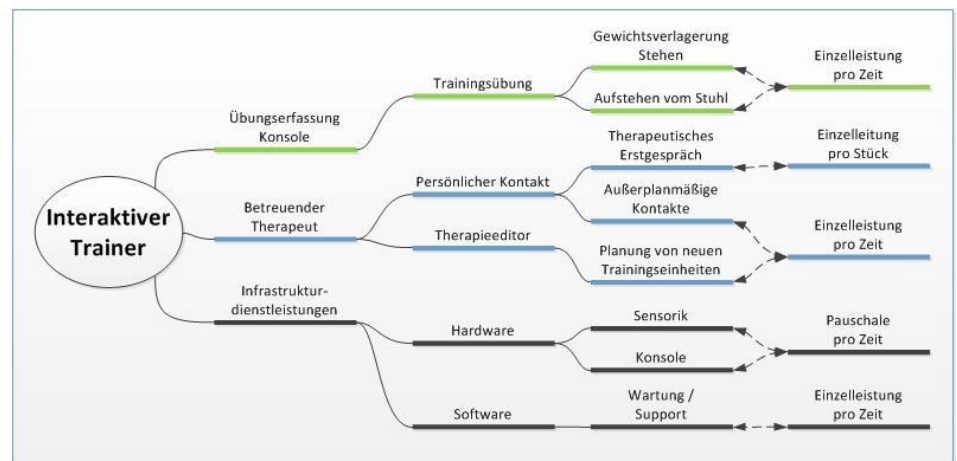 Interaktiver
Trainer
Übungserfassung
Konsole
Trainingsübung
Gewichtsverlagerung
Stehen
Aufstehen vom Stuhl
Einzelleistung
pro Zeit
Betreuender
Therapeut
Persönlicher Kontakt
Therapeutisches
Erstgespräch
Einzelleitung
pro Stück
Außerplanmäßige
Kontakte
Therapieeditor
Planung von neuen
Trainingseinheiten
Einzelleistung
pro Zeit
Infrastruktur-
dienstleistungen
Hardware
Sensorik
Konsole
Pauschale
pro Zeit
Software
Wartung /
Support
Einzelleistung
pro Zeit